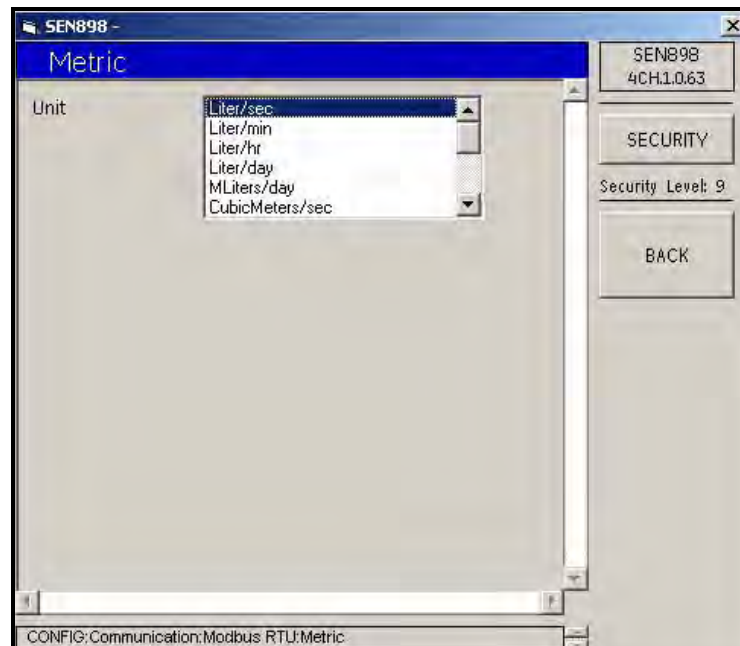 SEN898 -
Metric
Unit
Liter/sec
Liter/min
Liter/hr
Liter/day
MLiters/day
CubicMeters/sec
SEN898
4CH.1.0.63
SECURITY
Security Level: 9
BACK
CONFIG:Communication:Modbus RTU:Metric